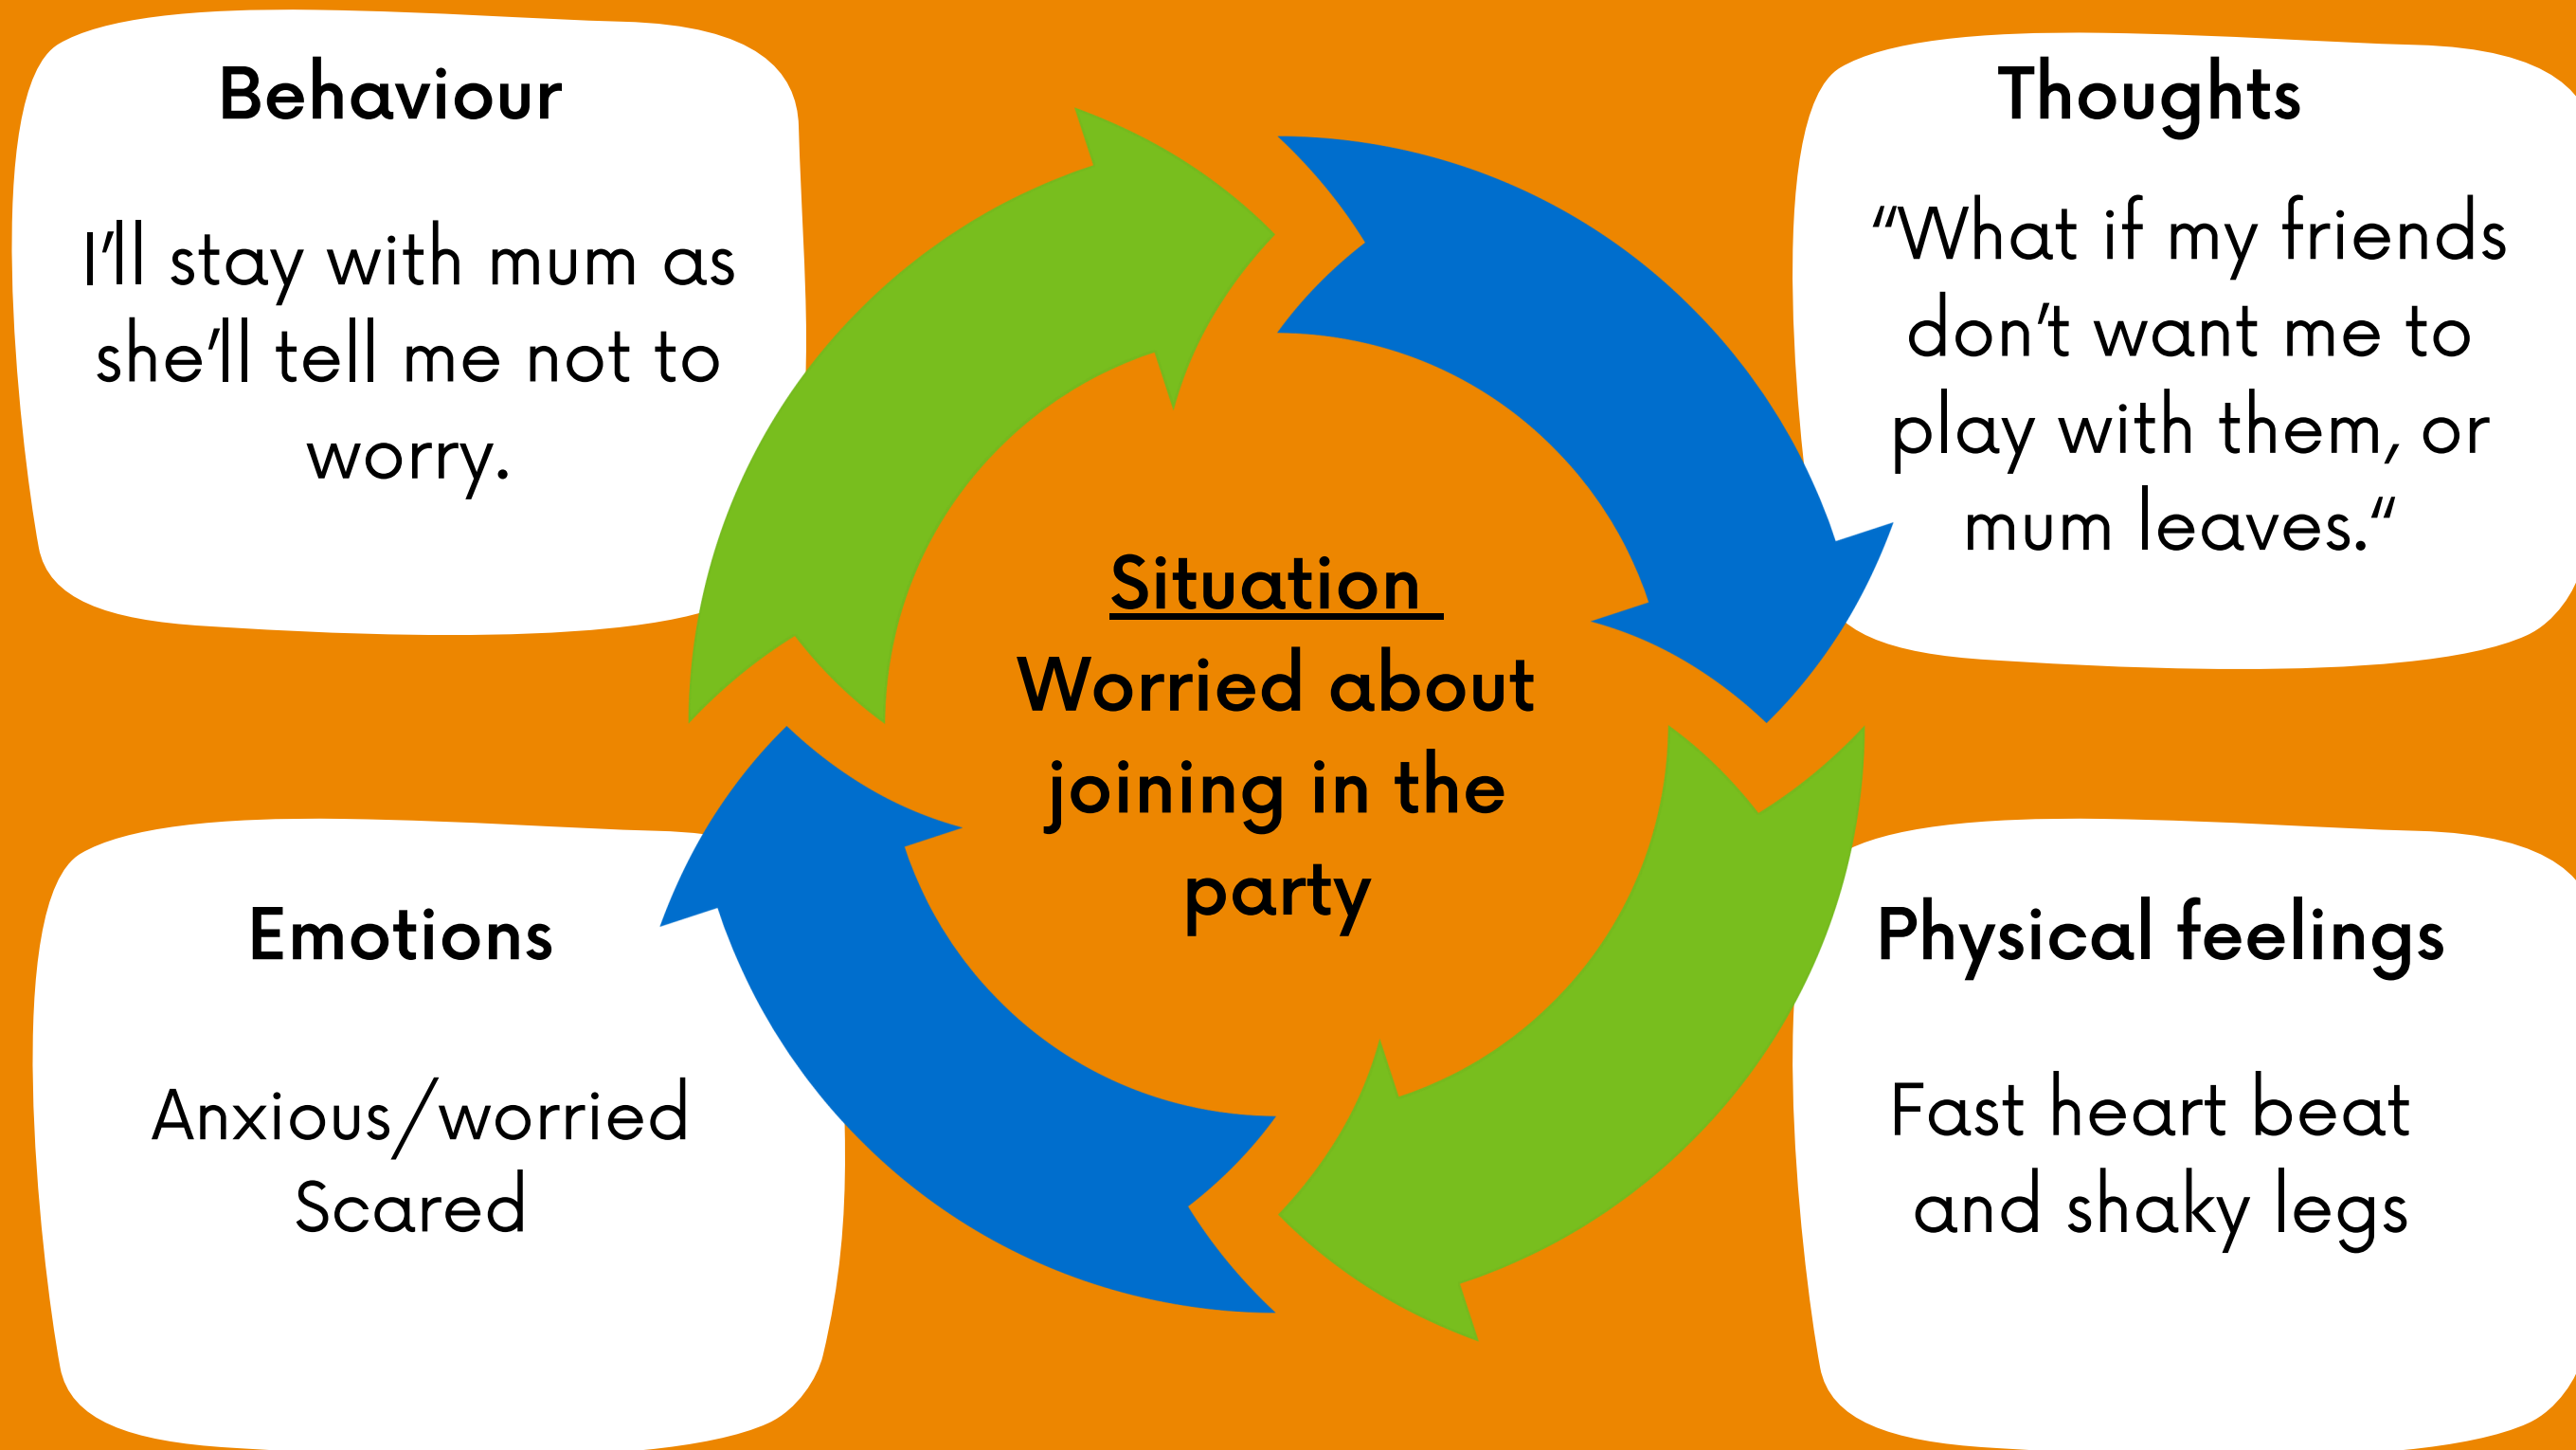 Behaviour
I'll stay with mum as
she'll tell me not to
worry.
Thoughts
“What if my friends
don't want me to
play with them, or
mum leaves.“
Situation
Worried about
joining in the
party
Emotions
Anxious/worried
Scared
Physical feelings
Fast heart beat
and shaky legs